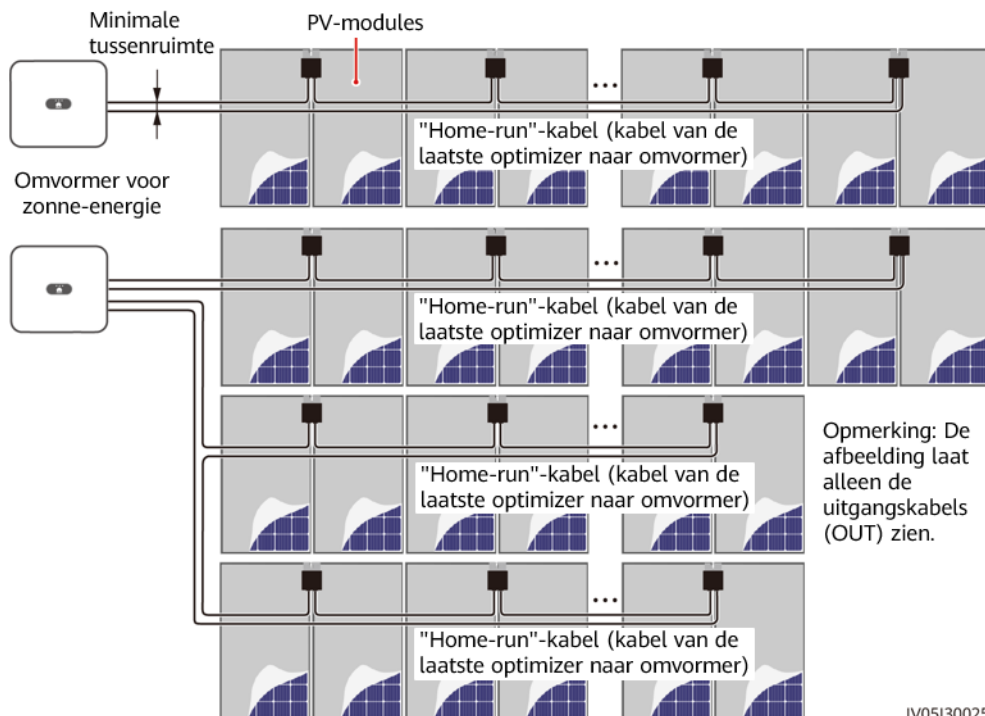 Minimale
tussenruimte
PV-modules
"Home-run"-kabel (kabel van de
laatste optimizer naar omvormer)
Omvormer voor
zonne-energie
"Home-run"-kabel (kabel van de
laatste optimizer naar omvormer)
"Home-run"-kabel (kabel van de
laatste optimizer naar omvormer)
Opmerking: De
afbeelding laat
alleen de
uitgangskabels
(OUT) zien.
"Home-run"-kabel (kabel van de
laatste optimizer naar omvormer)